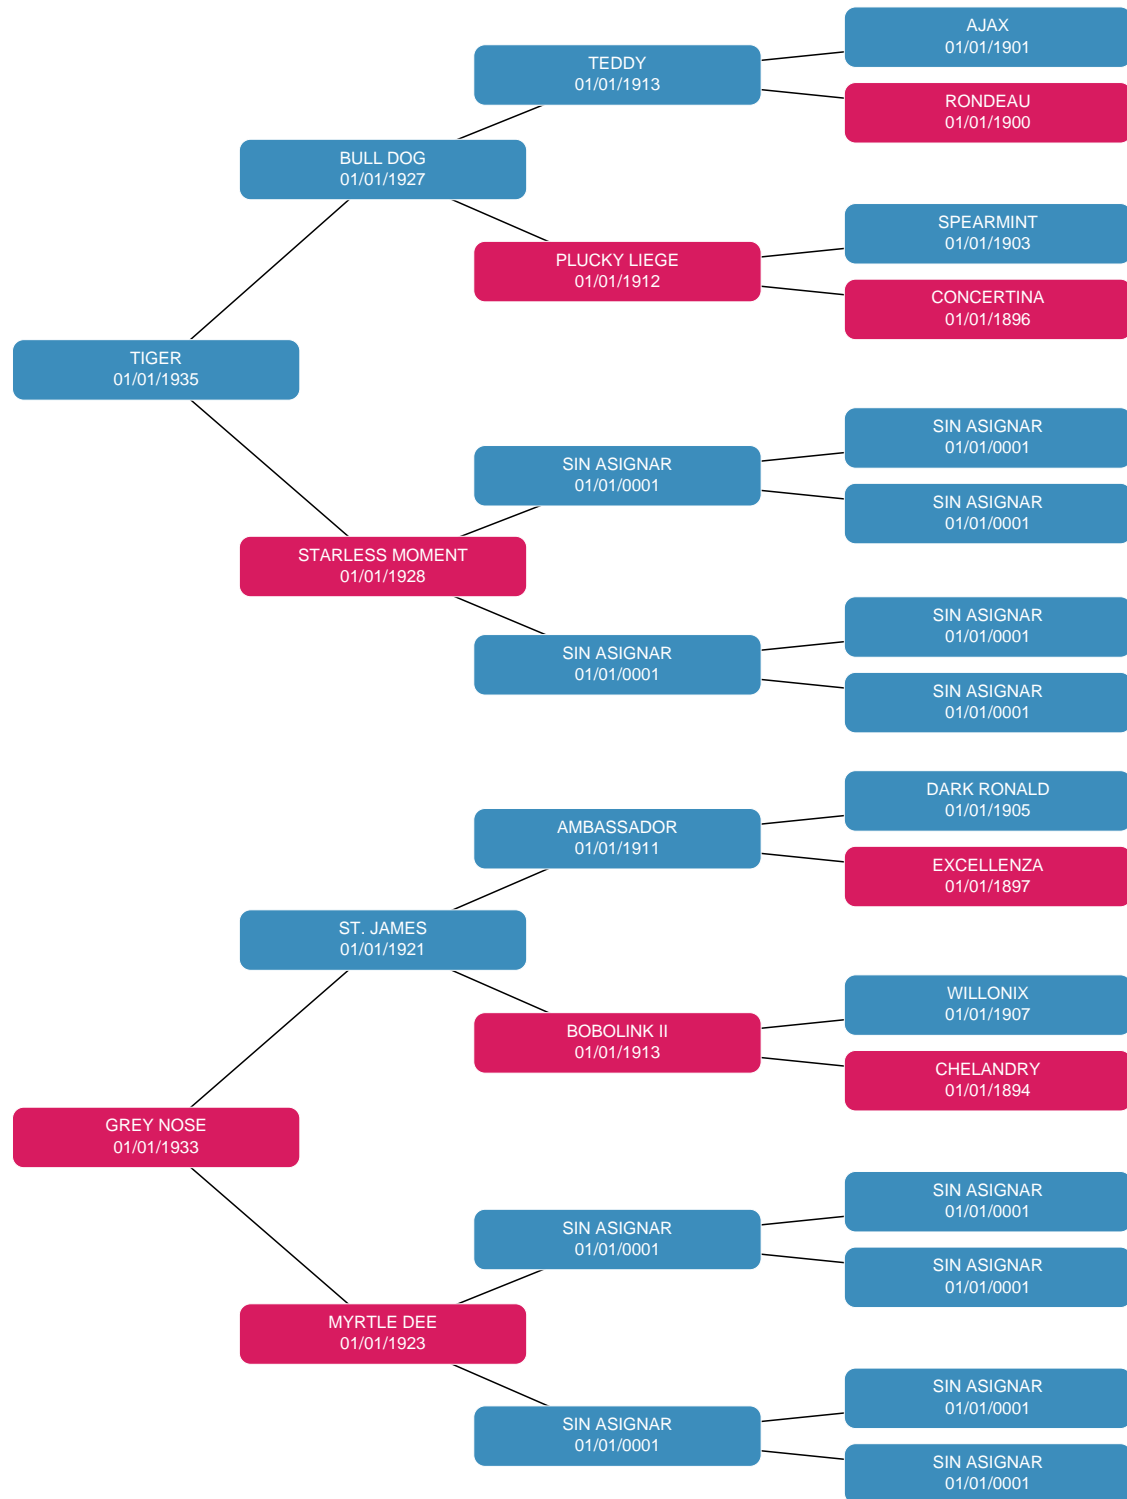 AJAX
01/01/1901
TEDDY
01/01/1913
RONDEAU
01/01/1900
BULL DOG
01/01/1927
SPEARMINT
01/01/1903
PLUCKY LIEGE
01/01/1912
CONCERTINA
01/01/1896
TIGER
01/01/1935
SIN ASIGNAR
01/01/0001
SIN ASIGNAR
01/01/0001
SIN ASIGNAR
01/01/0001
STARLESS MOMENT
01/01/1928
SIN ASIGNAR
01/01/0001
SIN ASIGNAR
01/01/0001
SIN ASIGNAR
01/01/0001
DARK RONALD
01/01/1905
AMBASSADOR
01/01/1911
EXCELLENZA
01/01/1897
ST. JAMES
01/01/1921
WILLONIX
01/01/1907
BOBOLINK II
01/01/1913
CHELANDRY
01/01/1894
GREY NOSE
01/01/1933
SIN ASIGNAR
01/01/0001
SIN ASIGNAR
01/01/0001
SIN ASIGNAR
01/01/0001
MYRTLE DEE
01/01/1923
SIN ASIGNAR
01/01/0001
SIN ASIGNAR
01/01/0001
SIN ASIGNAR
01/01/0001